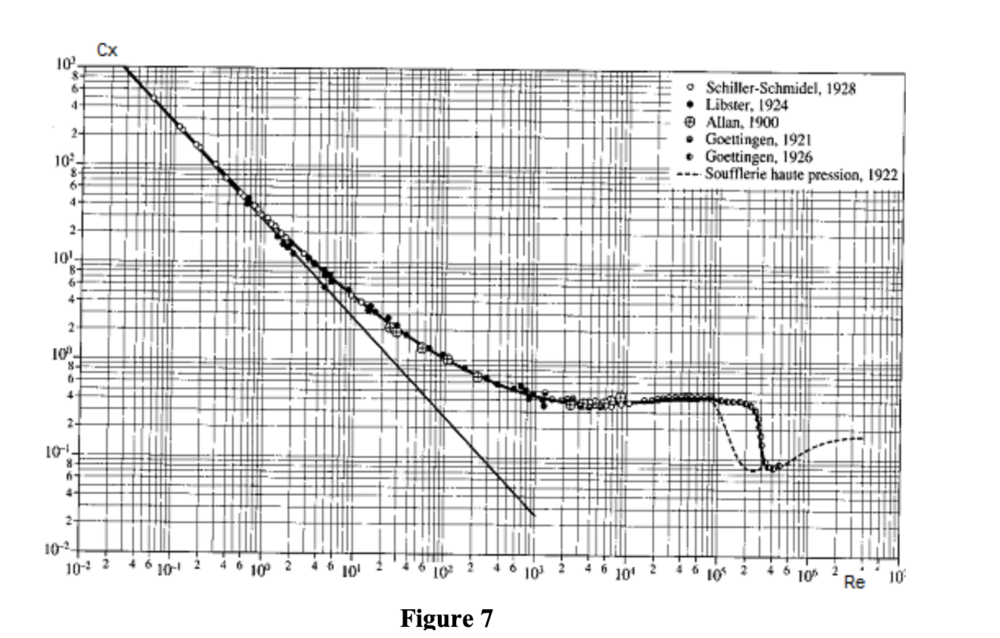 Cx
10³
8
6
4
2
10²
8
6
4
2
10¹
8
6
4
2
10⁰
8
6
4
2
10⁻¹
8
6
4
2
10⁻²
Schiller-Schmidel, 1928
Libster, 1924
Allan, 1900
Goettingen, 1921
Goettingen, 1926
Soufflerie haute pression, 1922
10⁻² 2 4 6 10⁻¹ 2 4 6 10⁰ 2 4 6 10¹ 2 4 6 10² 2 4 6 10³ 2 4 6 10⁴ 2 4 6 10⁵ 2 4 6 10⁶ 2
Re
Figure 7